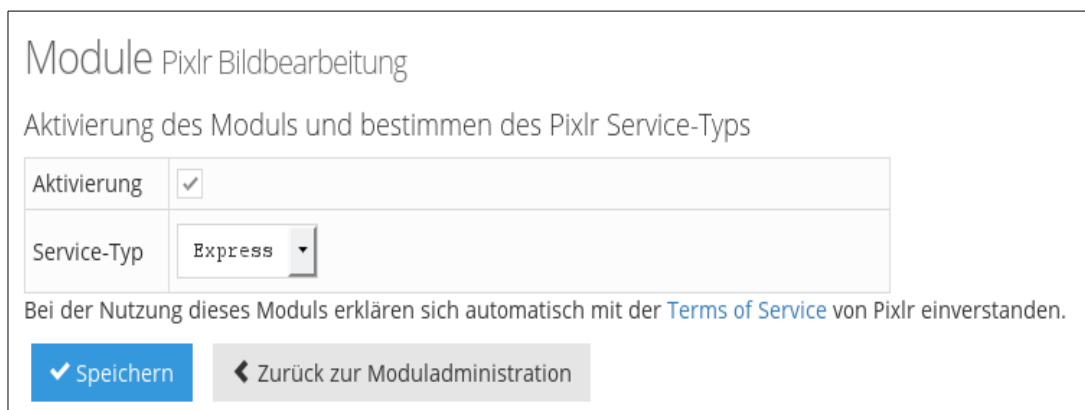 Module Pixlr Bildbearbeitung
Aktivierung des Moduls und bestimmen des Pixlr Service-Typs
Aktivierung
Service-Typ Express
Bei der Nutzung dieses Moduls erklären sich automatisch mit der Terms of Service von Pixlr einverstanden.
Speichern Zurück zur Moduladministration